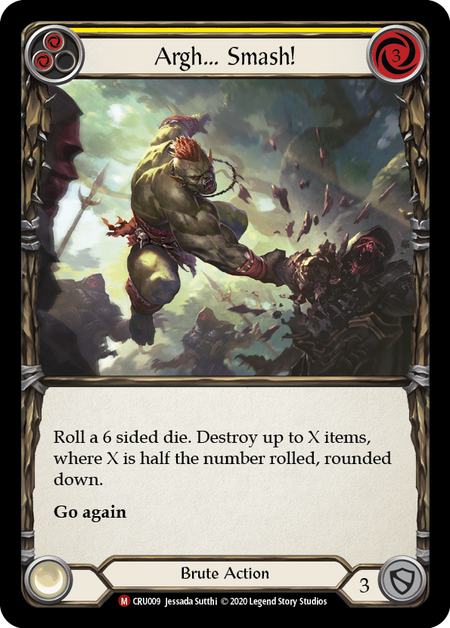 Argh... Smash!
3
Roll a 6 sided die. Destroy up to X items,
where X is half the number rolled, rounded
down.
Go again
Brute Action
3
M CRU009 Jessada Sutthi © 2020 Legend Story Studios